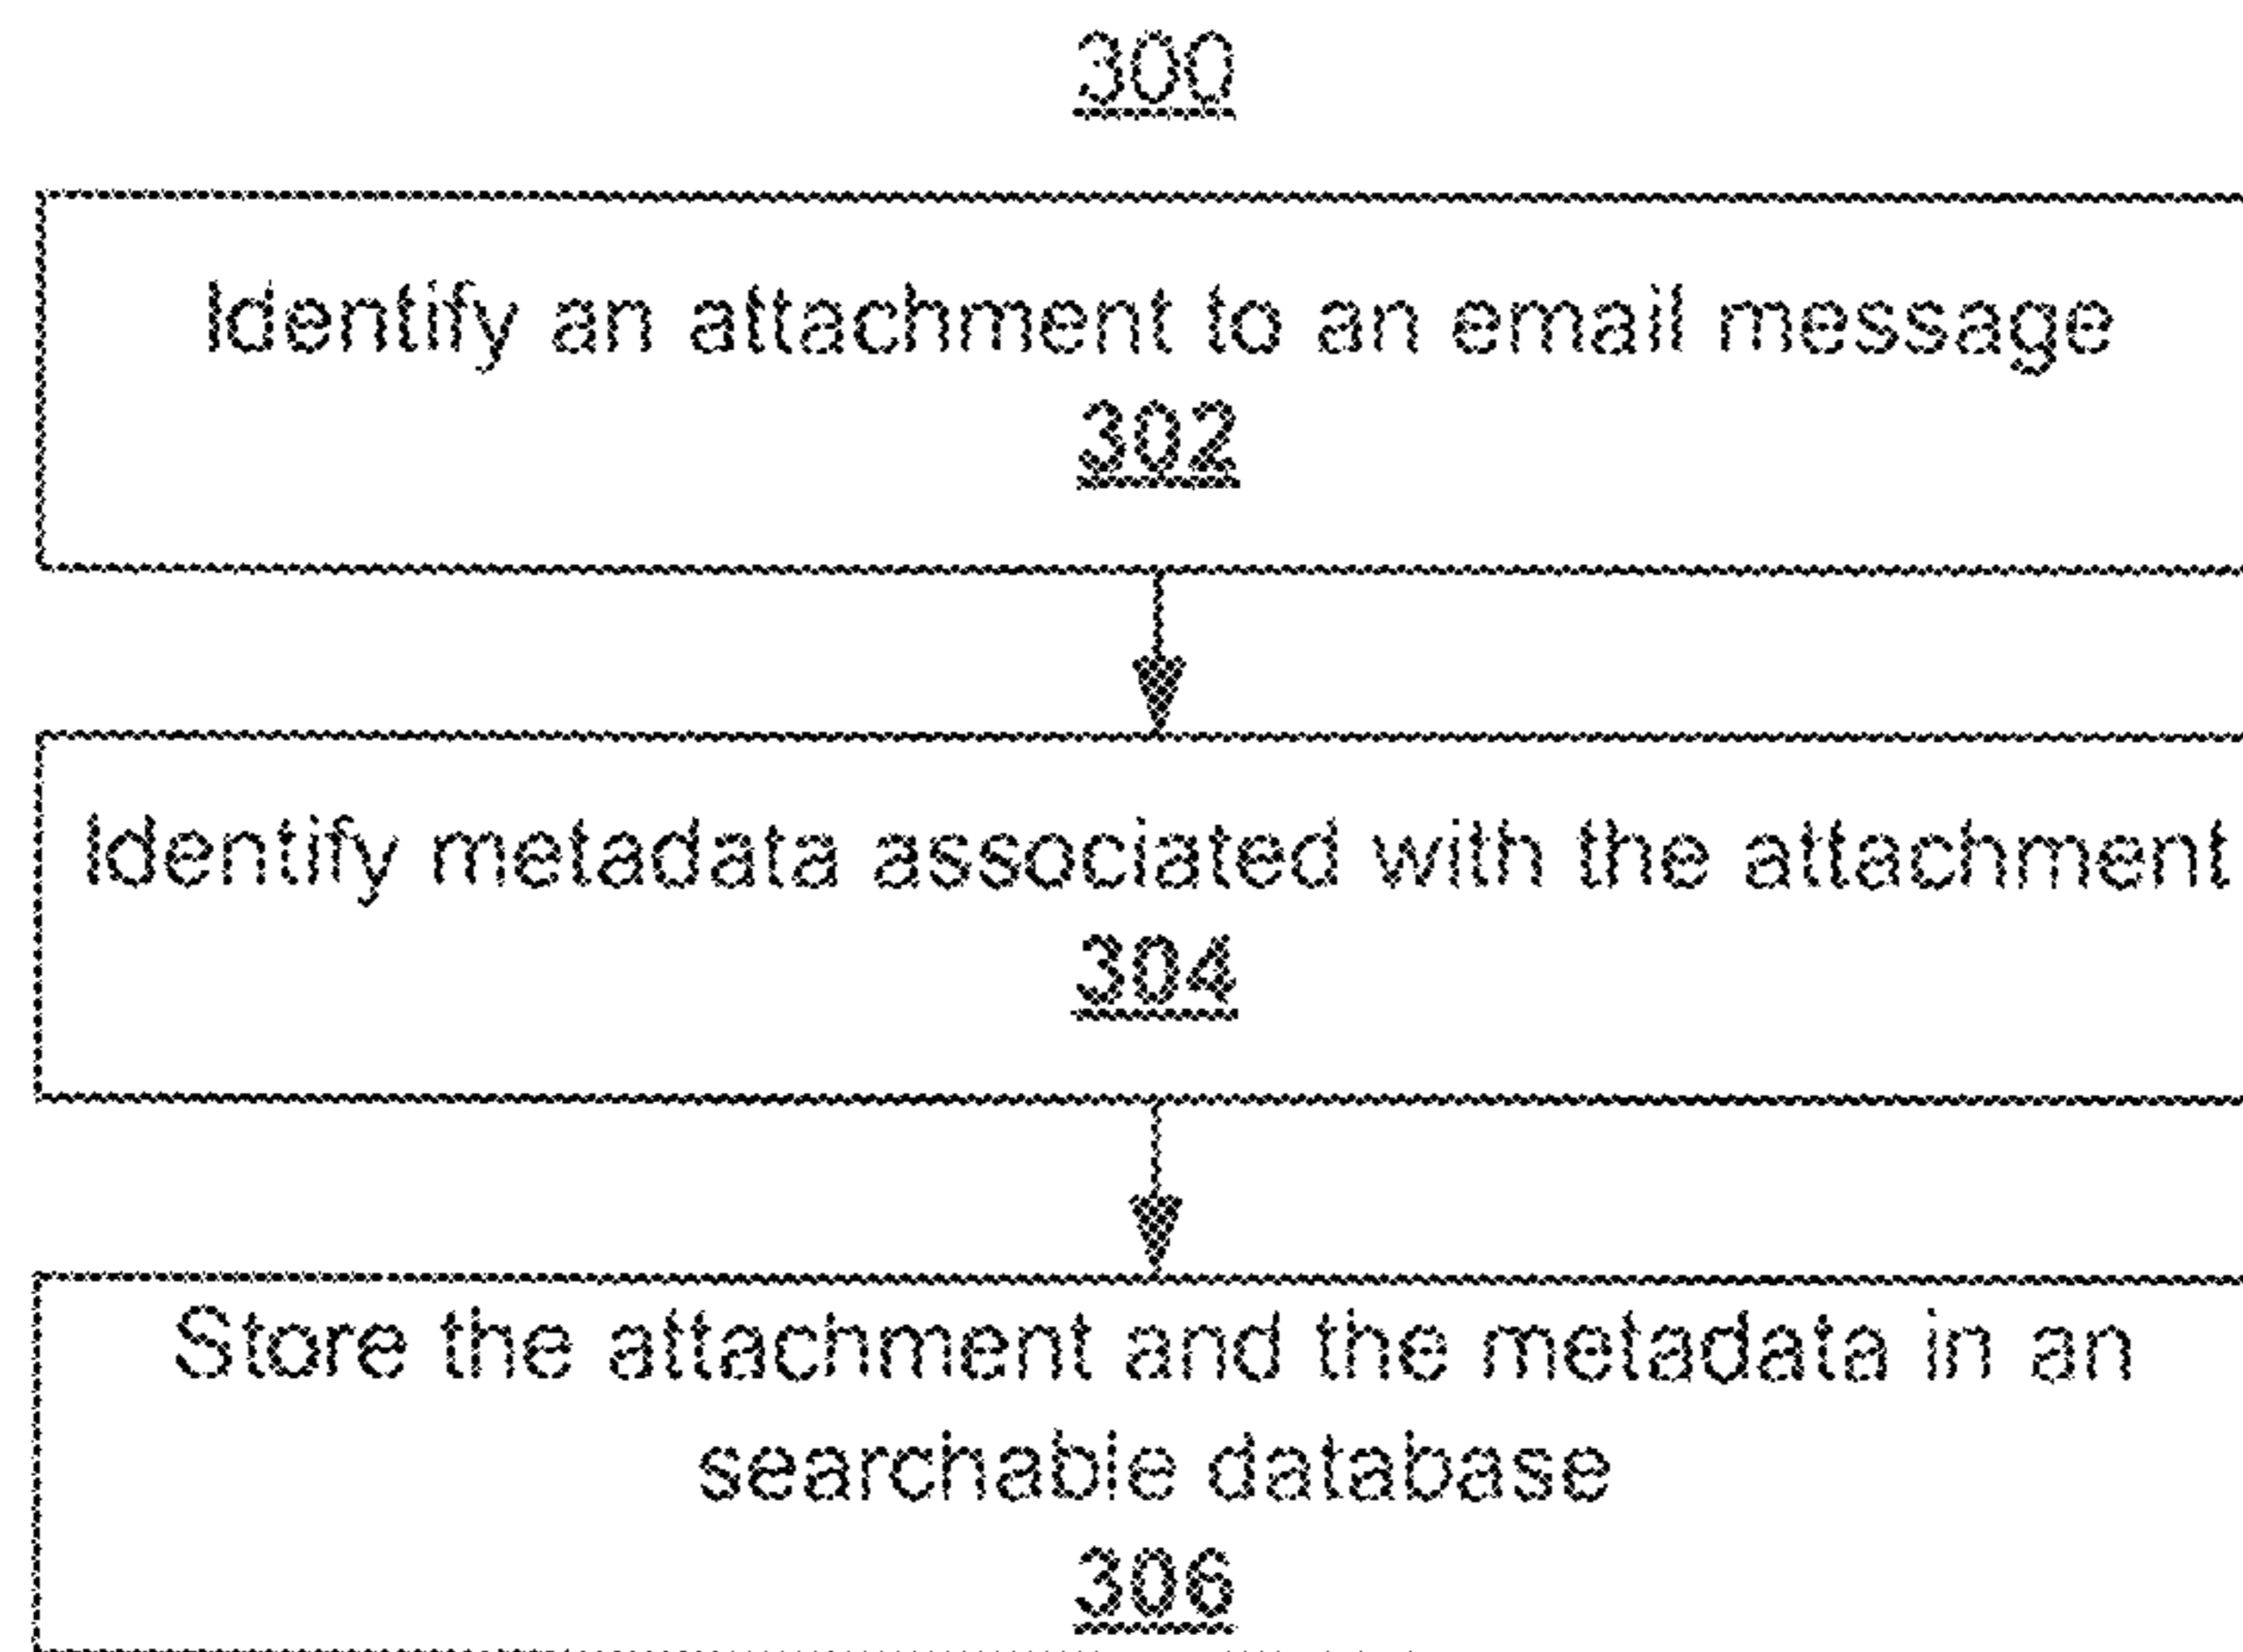 300
Identify an attachment to an email message
302
Identify metadata associated with the attachment
304
Store the attachment and the metadata in an
searchable database
306